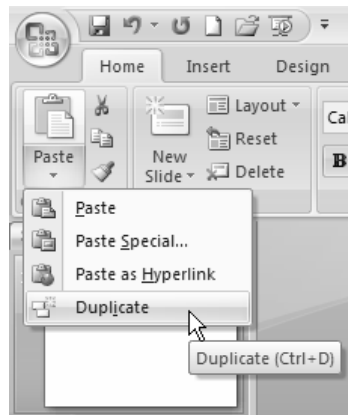 Home Insert Design
Layout
Reset
Delete
Paste
New
Slide
Ca
B
Paste
Paste Special...
Paste as Hyperlink
Duplicate
Duplicate (Ctrl+D)